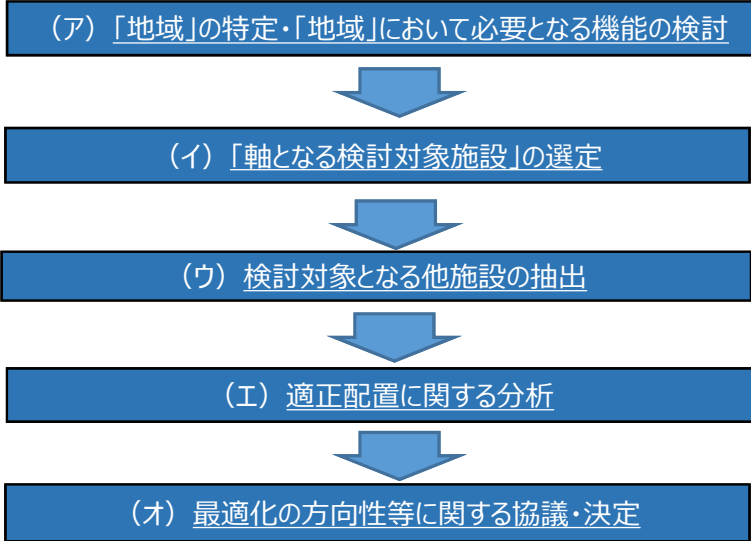 （ア）「地域」の特定・「地域」において必要となる機能の検討
（イ）「軸となる検討対象施設」の選定
（ウ）検討対象となる他施設の抽出
（エ）適正配置に関する分析
（オ）最適化の方向性等に関する協議・決定